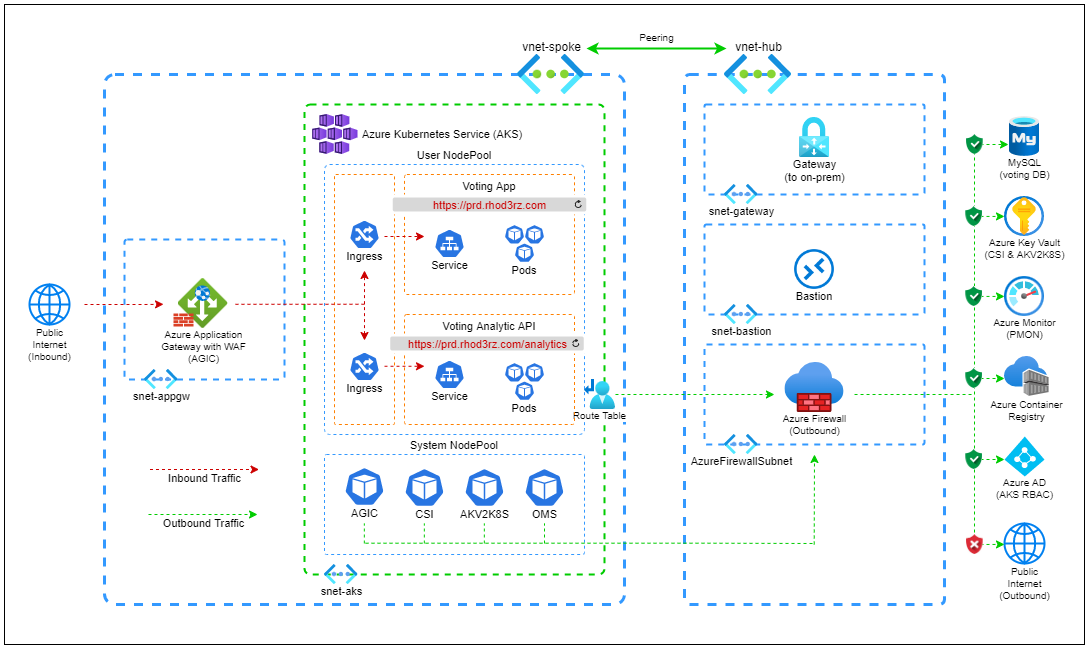 Peering
vnet-spoke
vnet-hub
Azure Kubernetes Service (AKS)
User NodePool
Voting App
https://prd.rhod3rz.com
Ingress
Service
Pods
Voting Analytic API
https://prd.rhod3rz.com/analytics
Ingress
Service
Pods
Route Table
System NodePool
AGIC
CSI
AKV2K8S
OMS
snet-aks
Public
Internet
(Inbound)
Azure Application
Gateway with WAF
(AGIC)
snet-appgw
Inbound Traffic
Outbound Traffic
Gateway
(to on-prem)
snet-gateway
Bastion
snet-bastion
Azure Firewall
(Outbound)
AzureFirewallSubnet
My
MySQL
(voting DB)
Azure Key Vault
(CSI & AKV2K8S)
Azure Monitor
(PMON)
Azure Container
Registry
Azure AD
(AKS RBAC)
Public
Internet
(Outbound)